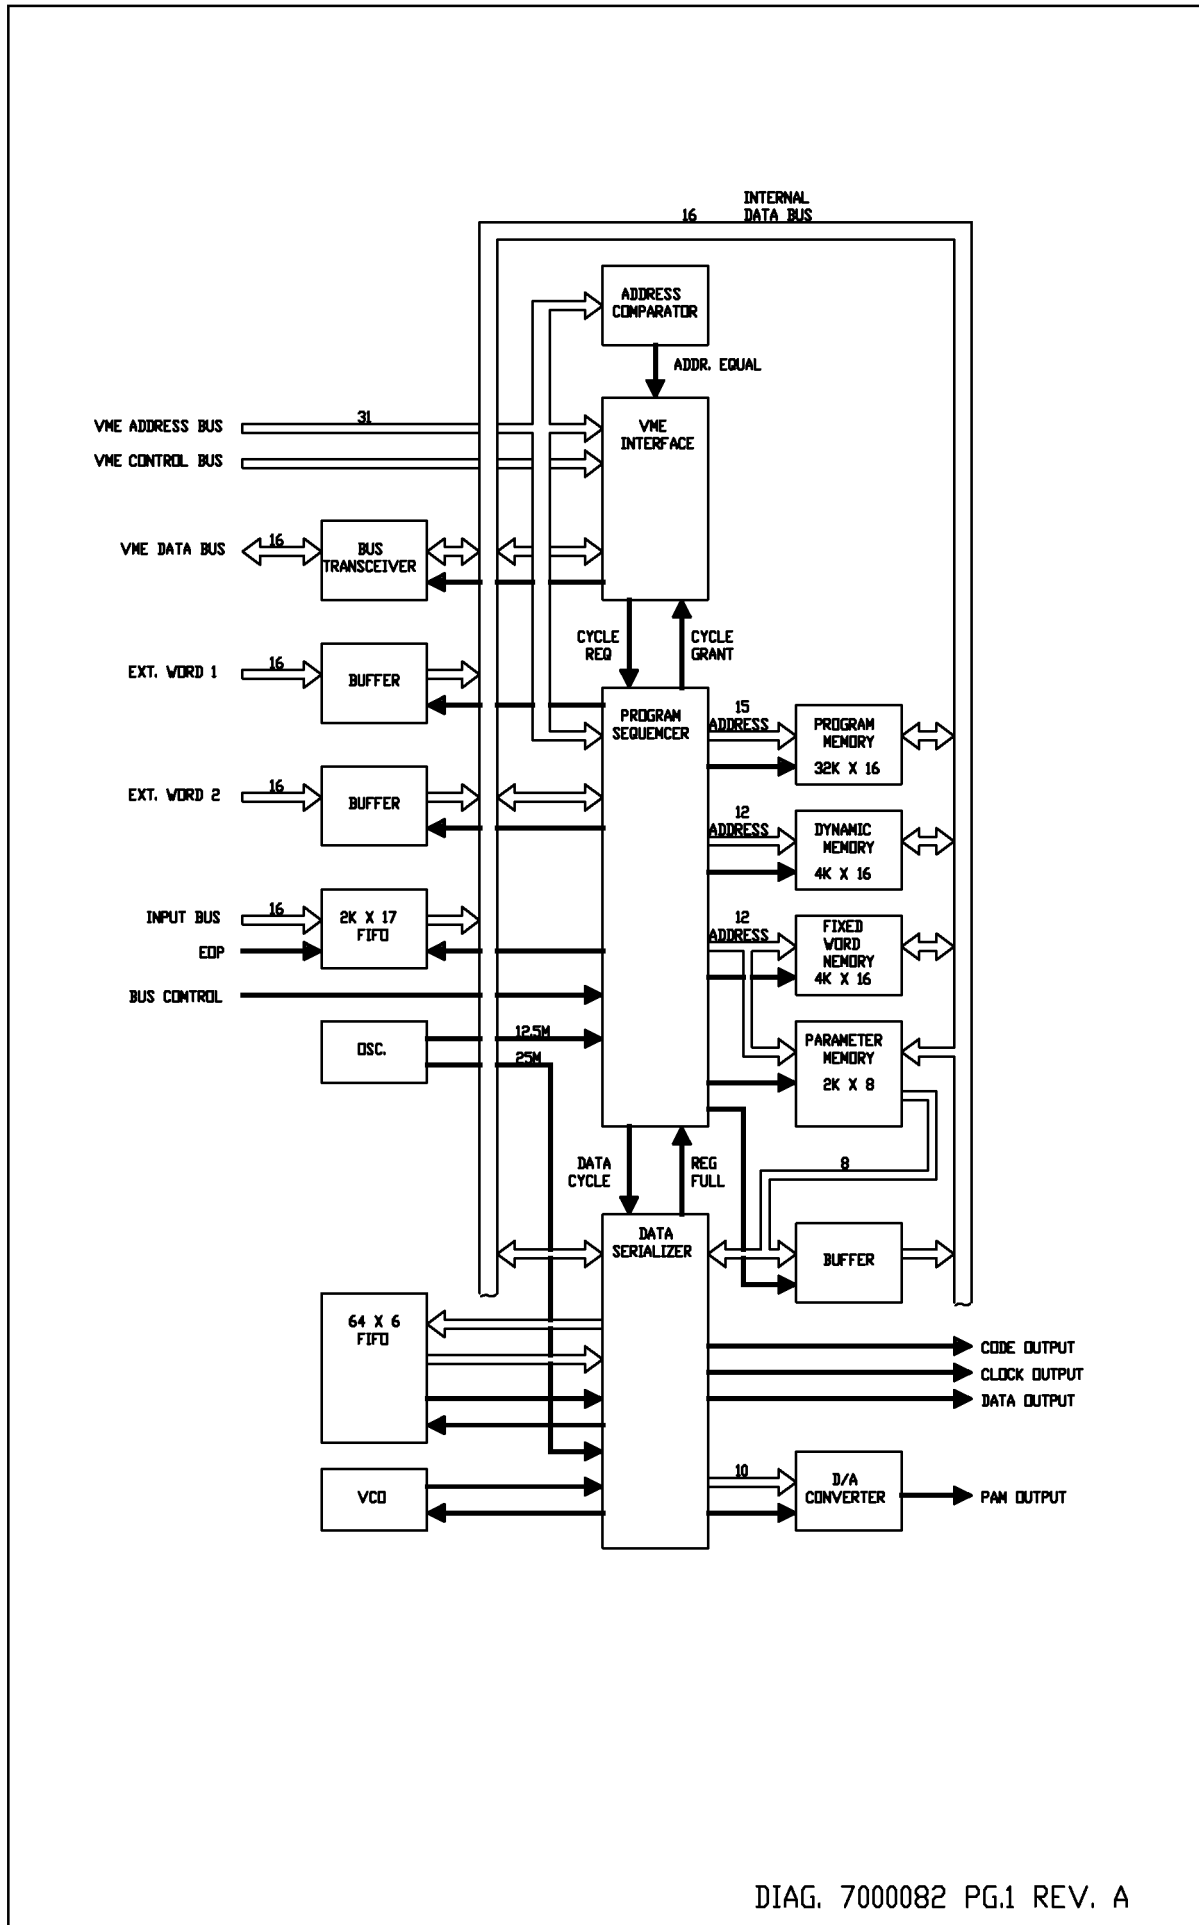 INTERNAL
16 DATA BUS
ADDRESS
COMPARATOR
ADDR. EQUAL
31
VME ADDRESS BUS
VME
INTERFACE
VME CONTROL BUS
VME DATA BUS
16
BUS
TRANSCEIVER
CYCLE
REQ
CYCLE
GRANT
EXT. WORD 1
16
BUFFER
PROGRAM
SEQUEMCER
15
ADDRESS
PROGRAM
MEMORY
32K X 16
EXT. WORD 2
16
BUFFER
12
ADDRESS
DYNAMIC
MEMORY
4K X 16
INPUT BUS
16
2K X 17
FIFO
EOP
12
ADDRESS
FIXED
WORD
NEMORY
4K X 16
BUS COMTROL
OSC.
12.5M
25M
PARAMETER
MEMORY
2K X 8
DATA
CYCLE
REG
FULL
8
DATA
SERIALIZER
BUFFER
64 X 6
FIFO
CODE OUTPUT
CLOCK OUTPUT
DATA OUTPUT
VCO
10
D/A
CONVERTER
PAM OUTPUT
DIAG. 7000082 PG.1 REV. A